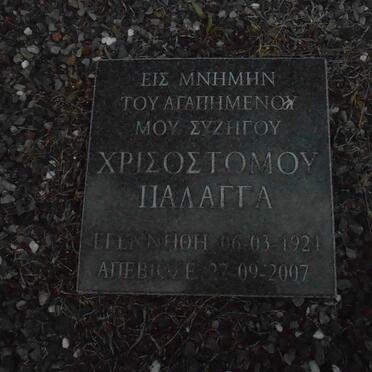 ΕΙΣ ΜΝΗΜΗΝ
ΤΟΥ ΑΓΑΠΗΜΕΝΟΥ
ΜΟΥ ΣΥΖΗΓΟΥ
ΧΡΙΣΟΣΤΟΜΟΥ
ΠΑΛΑΓΓΑ
ΕΓΕΝΝΗΘΗ 06-03-1921
ΑΠΕΒΙΩΣΕ 27-09-2007